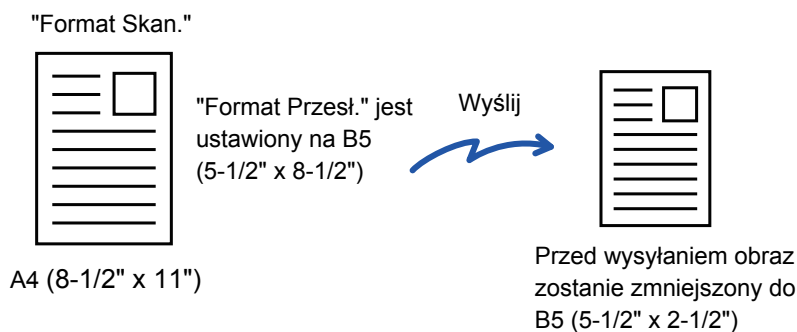 "Format Skan."
"Format Przesł." jest
ustawiony na B5
(5-1/2" x 8-1/2")
Wyślij
A4 (8-1/2" x 11")
Przed wysyłaniem obraz
zostanie zmniejszony do
B5 (5-1/2" x 2-1/2")